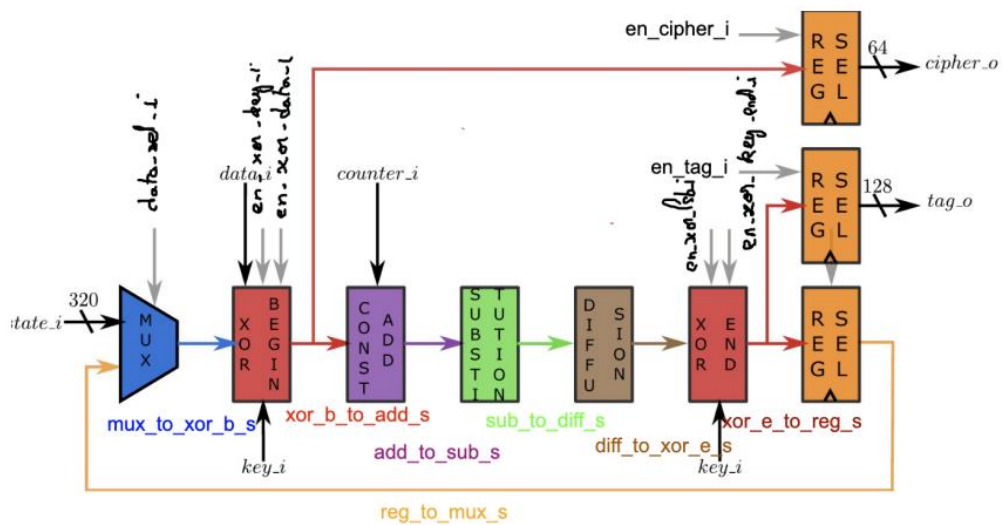 en_cipher_i
REG SEL
64
cipher_o
data_sel_i
en_xor_key_i
en_xor_data_i
data_i
counter_i
en_tag_i
en_xor_lsb_i
en_xor_key_end_i
REG SEL
128
tag_o
320
state_i
MUX
XOR BEGIN
CONST ADD
SUBSTI TUTION
DIFFU SION
XOR END
REG SEL
mux_to_xor_b_s
xor_b_to_add_s
sub_to_diff_s
xor_e_to_reg_s
key_i
add_to_sub_s
diff_to_xor_e_s
key_i
reg_to_mux_s